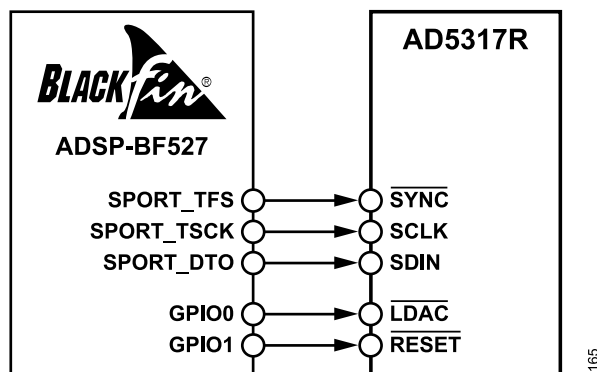 AD5317R
BLACKfin®
ADSP-BF527
SPORT_TFS SYNC
SPORT_TSCK SCLK
SPORT_DTO SDIN
GPIO0 LDAC
GPIO1 RESET
165